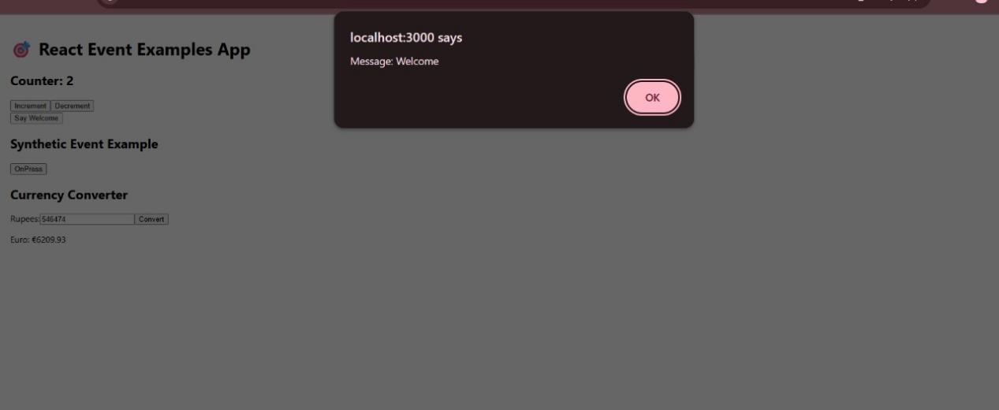 localhost:3000 says
Message: Welcome
OK
🎯 React Event Examples App
Counter: 2
Increment Decrement
Say Welcome
Synthetic Event Example
OnPress
Currency Converter
Rupees: 546474 Convert
Euro: €6209.93